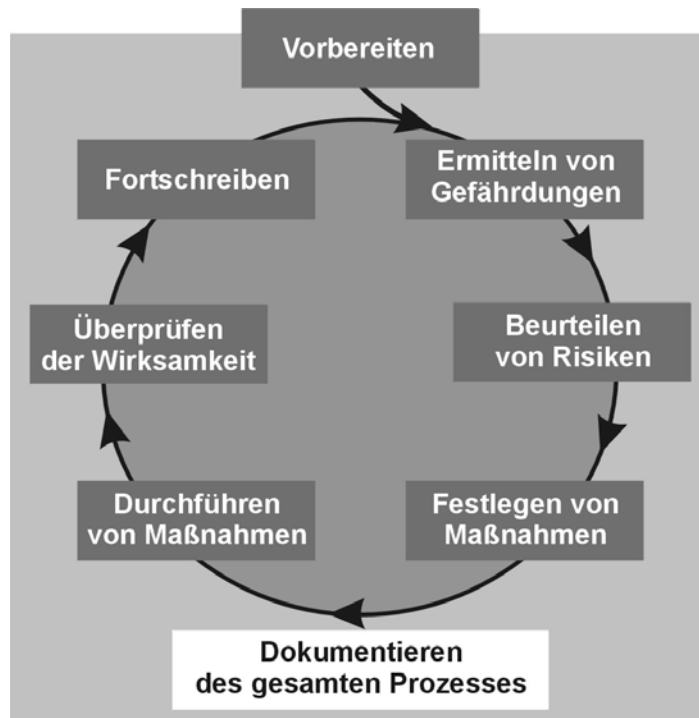 Vorbereiten
Ermitteln von
Gefährdungen
Beurteilen
von Risiken
Festlegen von
Maßnahmen
Durchführen
von Maßnahmen
Überprüfen
der Wirksamkeit
Fortschreiben
Dokumentieren
des gesamten Prozesses